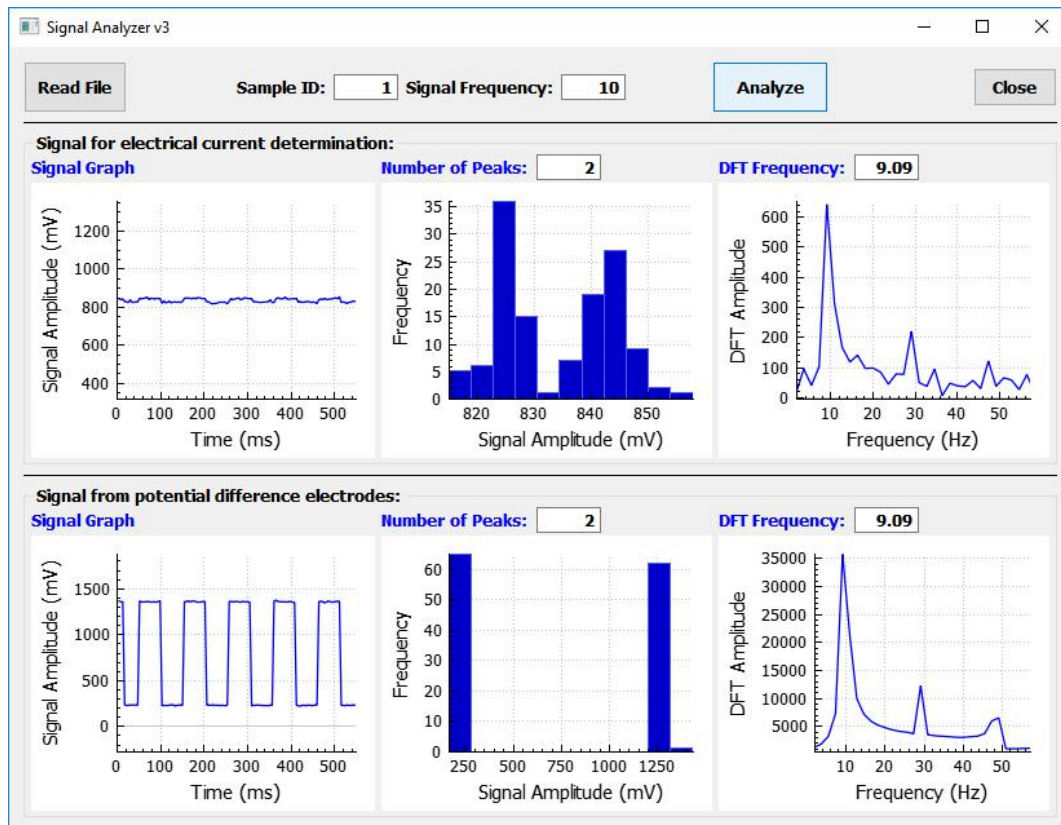 Signal Analyzer v3
Read File Sample ID: 1 Signal Frequency: 10 Analyze Close
Signal for electrical current determination:
Signal Graph Number of Peaks: 2 DFT Frequency: 9.09
Signal Amplitude (mV)
1200
1000
800
600
400
0 100 200 300 400 500
Time (ms)
Frequency
35
30
25
20
15
10
5
0
820 830 840 850
Signal Amplitude (mV)
DFT Amplitude
600
500
400
300
200
100
0
10 20 30 40 50
Frequency (Hz)
Signal from potential difference electrodes:
Signal Graph Number of Peaks: 2 DFT Frequency: 9.09
Signal Amplitude (mV)
1500
1000
500
0
0 100 200 300 400 500
Time (ms)
Frequency
60
50
40
30
20
10
0
250 500 750 1000 1250
Signal Amplitude (mV)
DFT Amplitude
35000
30000
25000
20000
15000
10000
5000
10 20 30 40 50
Frequency (Hz)